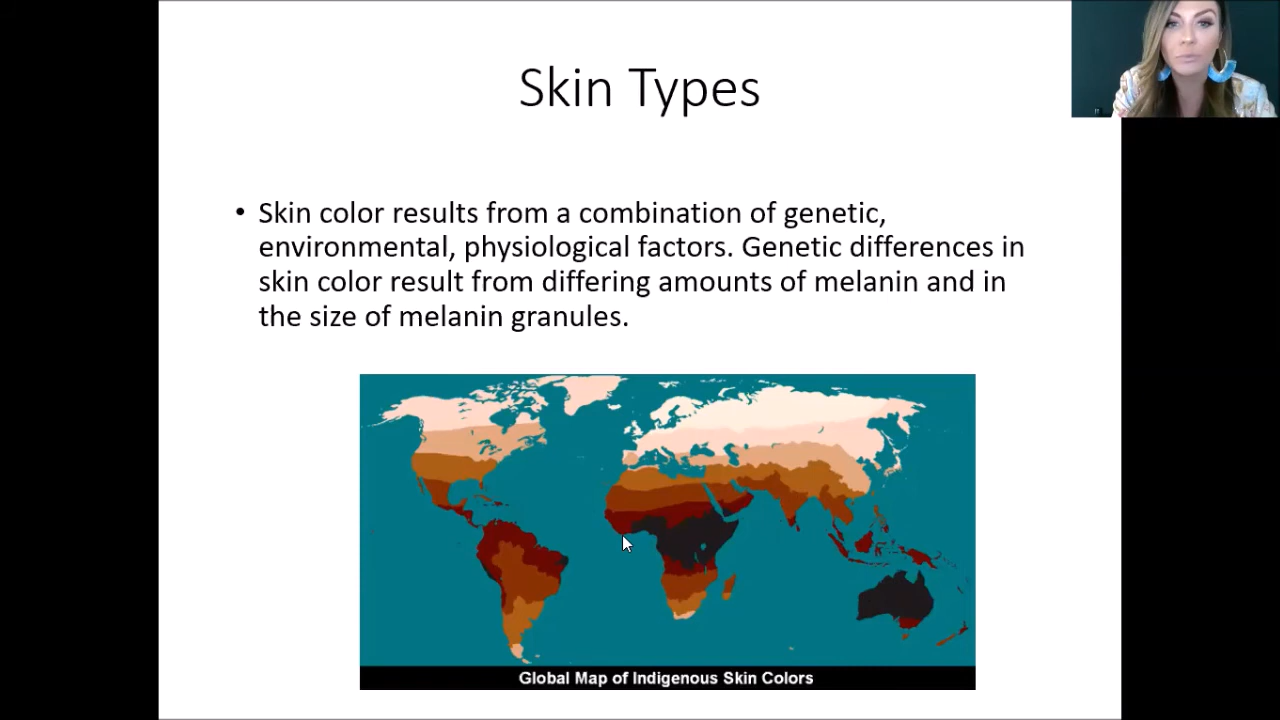 Skin Types
• Skin color results from a combination of genetic,
environmental, physiological factors. Genetic differences in
skin color result from differing amounts of melanin and in
the size of melanin granules.
Global Map of Indigenous Skin Colors